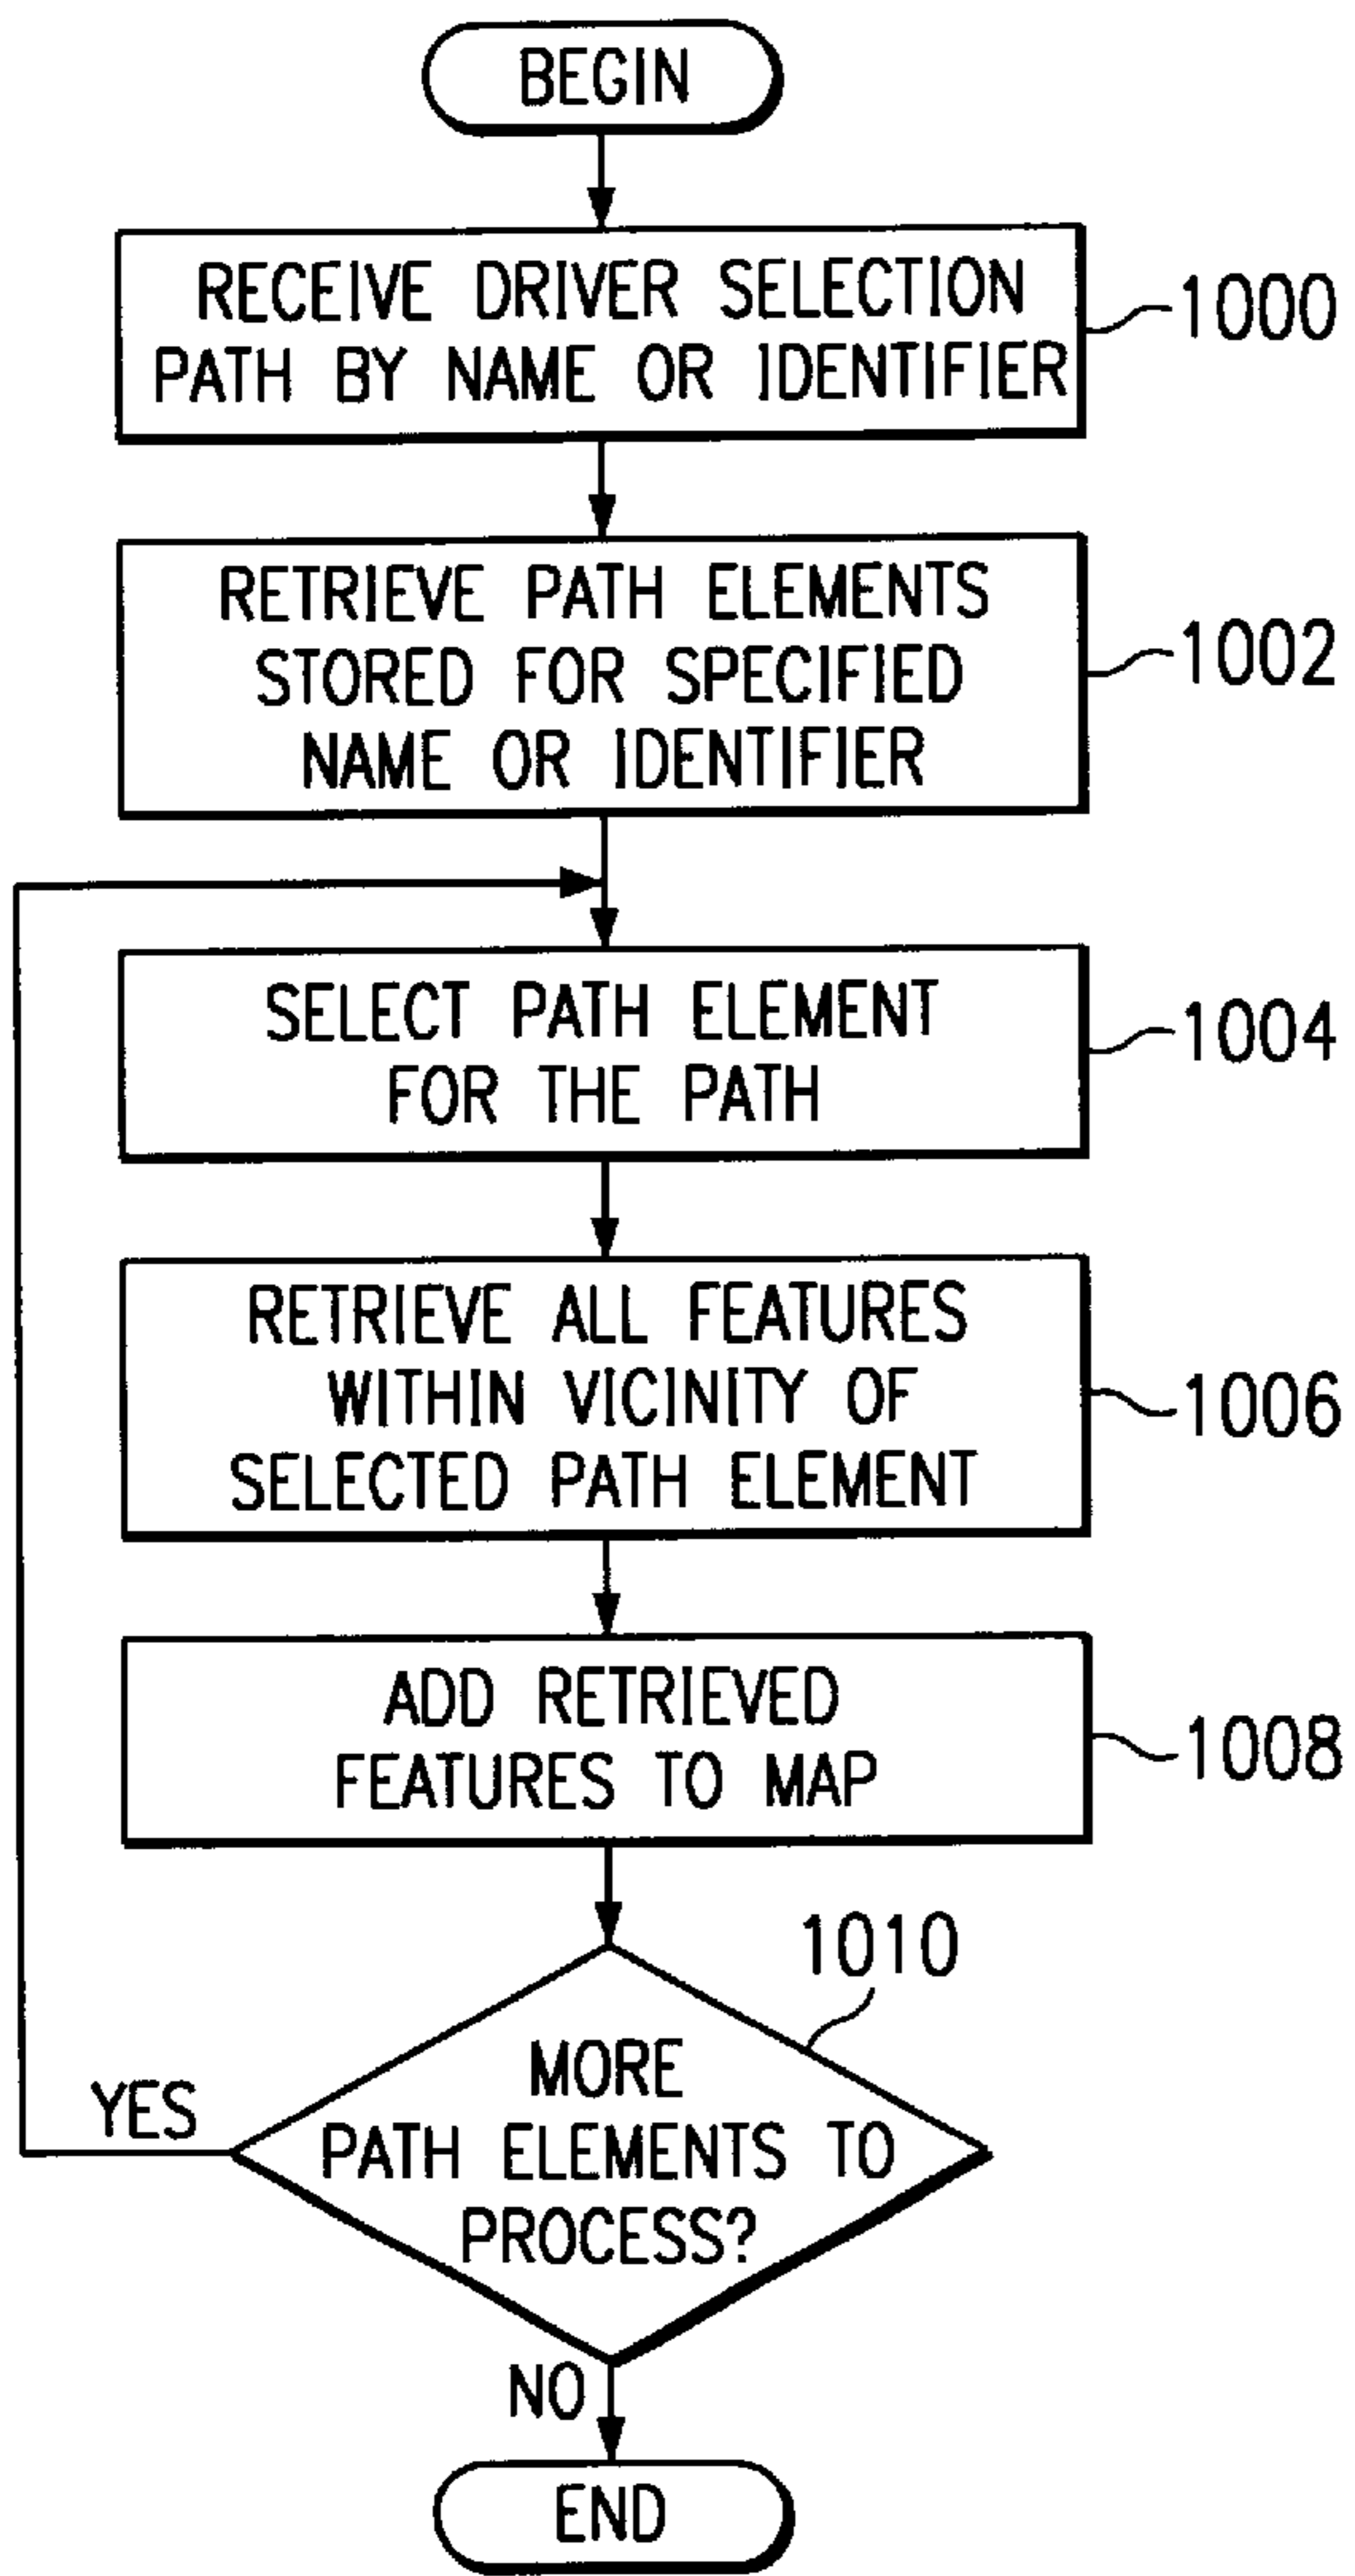 BEGIN
RECEIVE DRIVER SELECTION
PATH BY NAME OR IDENTIFIER
1000
RETRIEVE PATH ELEMENTS
STORED FOR SPECIFIED
NAME OR IDENTIFIER
1002
SELECT PATH ELEMENT
FOR THE PATH
1004
RETRIEVE ALL FEATURES
WITHIN VICINITY OF
SELECTED PATH ELEMENT
1006
ADD RETRIEVED
FEATURES TO MAP
1008
1010
MORE
PATH ELEMENTS TO
PROCESS?
YES
NO
END